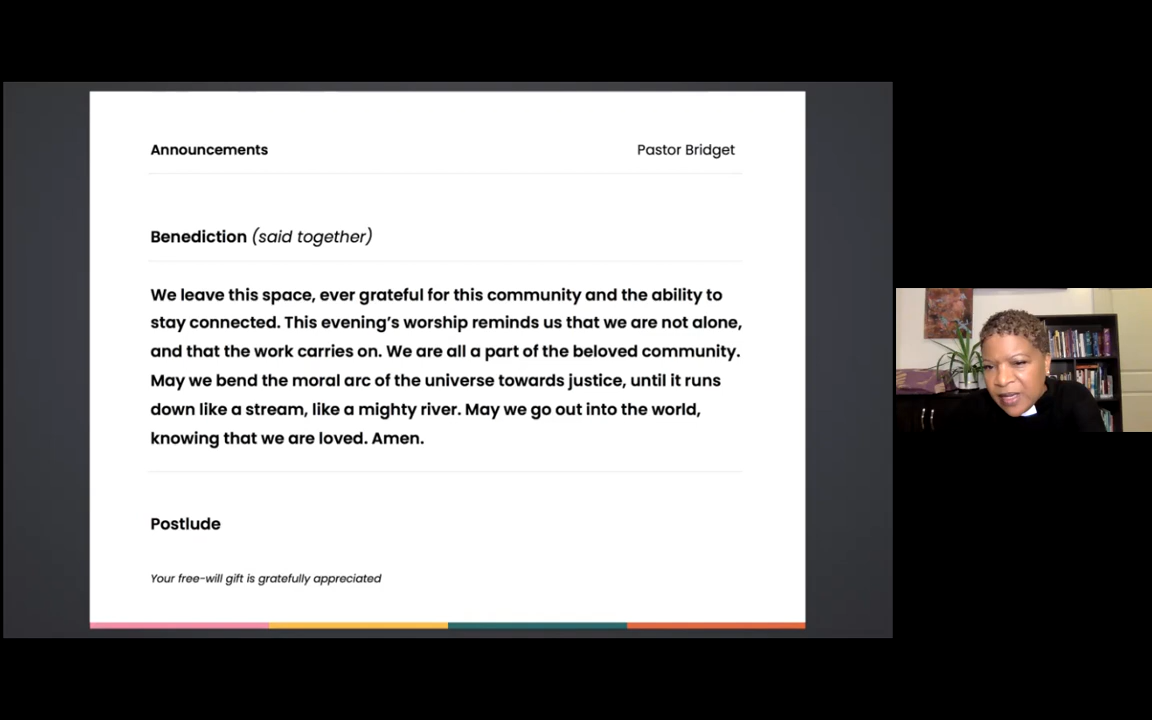 Announcements Pastor Bridget
Benediction (said together)
We leave this space, ever grateful for this community and the ability to
stay connected. This evening’s worship reminds us that we are not alone,
and that the work carries on. We are all a part of the beloved community.
May we bend the moral arc of the universe towards justice, until it runs
down like a stream, like a mighty river. May we go out into the world,
knowing that we are loved. Amen.
Postlude
Your free-will gift is gratefully appreciated